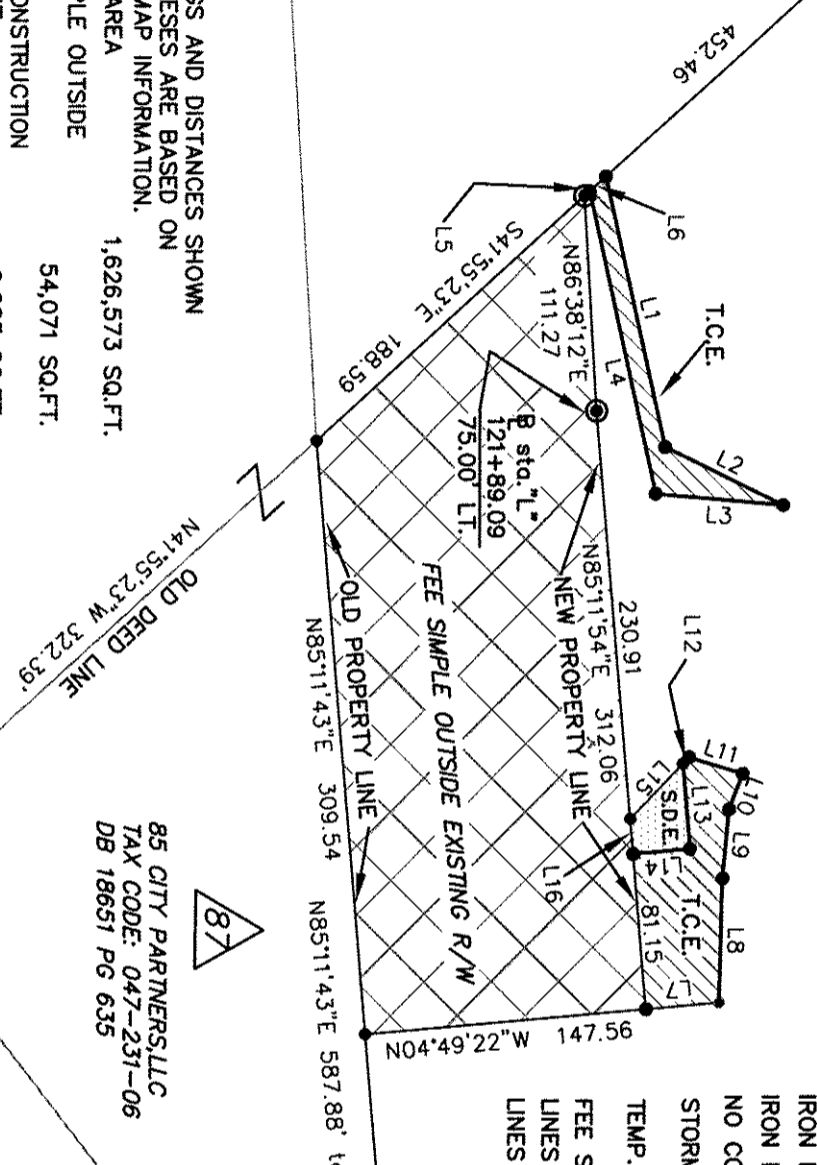 GS AND DISTANCES SHOWN
ESES ARE BASED ON
MAP INFORMATION.
AREA 1,626,573 SQ.FT.
PLE OUTSIDE
54,071 SQ.FT.
ONSTRUCTION
452.46
L6
L5
T.C.E.
L1
L4
L2
L3
S41°55'23"E
188.59
N86°38'12"E
111.27
sta."L"
121+89.09
75.00' LT.
N85°11'54"E 312.06
230.91
NEW PROPERTY LINE
FEE SIMPLE OUTSIDE EXISTING R/W
OLD PROPERTY LINE
N85°11'43"E 309.54
N41°55'23"W 322.39'
OLD DEED LINE
L12
L11
L10
L9
L8
L13
L15
S.D.E.
L14
T.C.E.
L16
81.15
L7
N04°49'22"W 147.56
N85°11'43"E 587.88'
87
85 CITY PARTNERS,LLC
TAX CODE: 047-231-06
DB 18651 PG 635
IRON
IRON
NO CO
STORM
TEMP.
FEE S
LINES
LINES